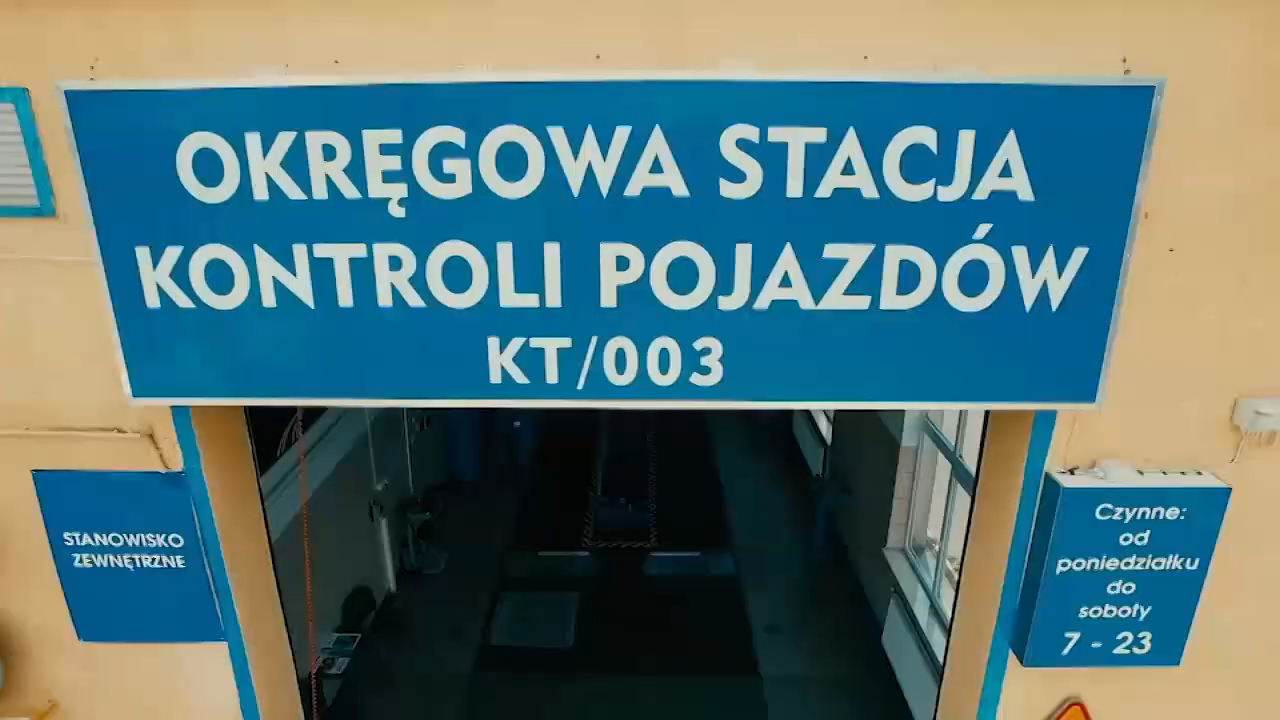 OKRĘGOWA STACJA
KONTROLI POJAZDÓW
KT/003
STANOWISKO
ZEWNĘTRZNE
Czynne:
od
poniedziałku
do
soboty
7 - 23